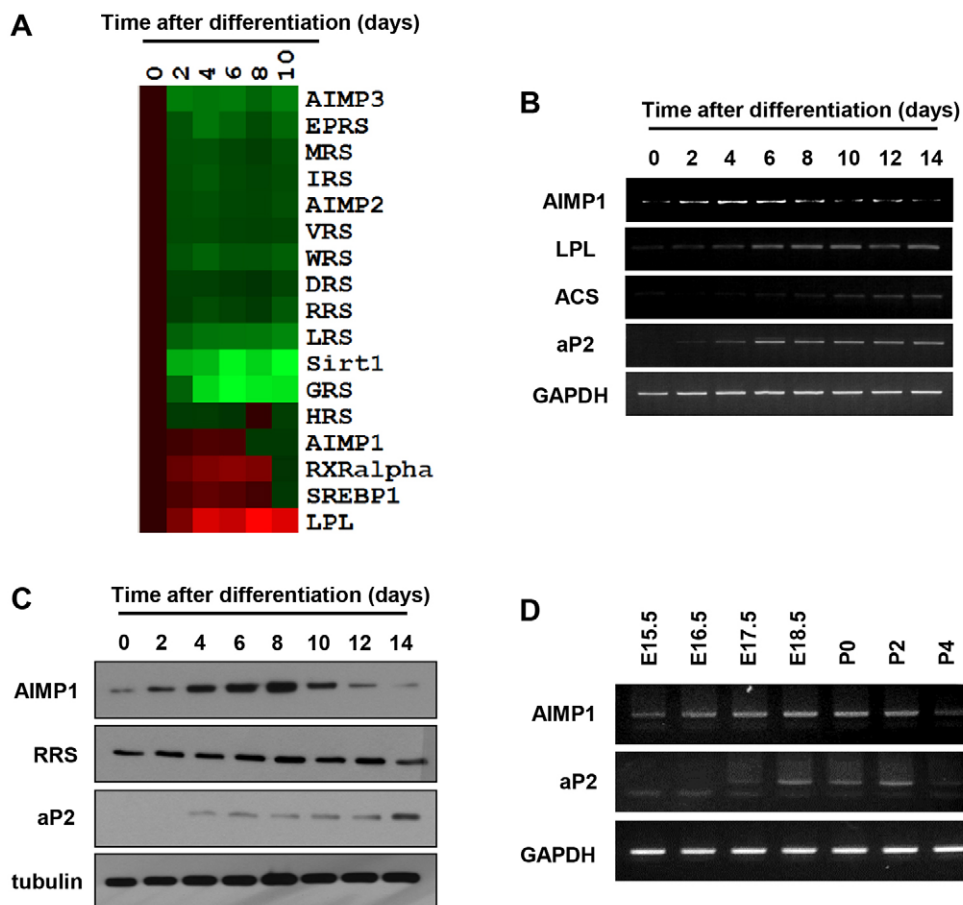 A
Time after differentiation (days)
0 2 4 6 8 10
AIMP3
EPRS
MRS
IRS
AIMP2
VRS
WRS
DRS
RRS
LRS
Sirt1
GRS
HRS
AIMP1
RXRalpha
SREBP1
LPL
B
Time after differentiation (days)
0 2 4 6 8 10 12 14
AIMP1
LPL
ACS
aP2
GAPDH
C
Time after differentiation (days)
0 2 4 6 8 10 12 14
AIMP1
RRS
aP2
tubulin
D
E15.5 E16.5 E17.5 E18.5 P0 P2 P4
AIMP1
aP2
GAPDH